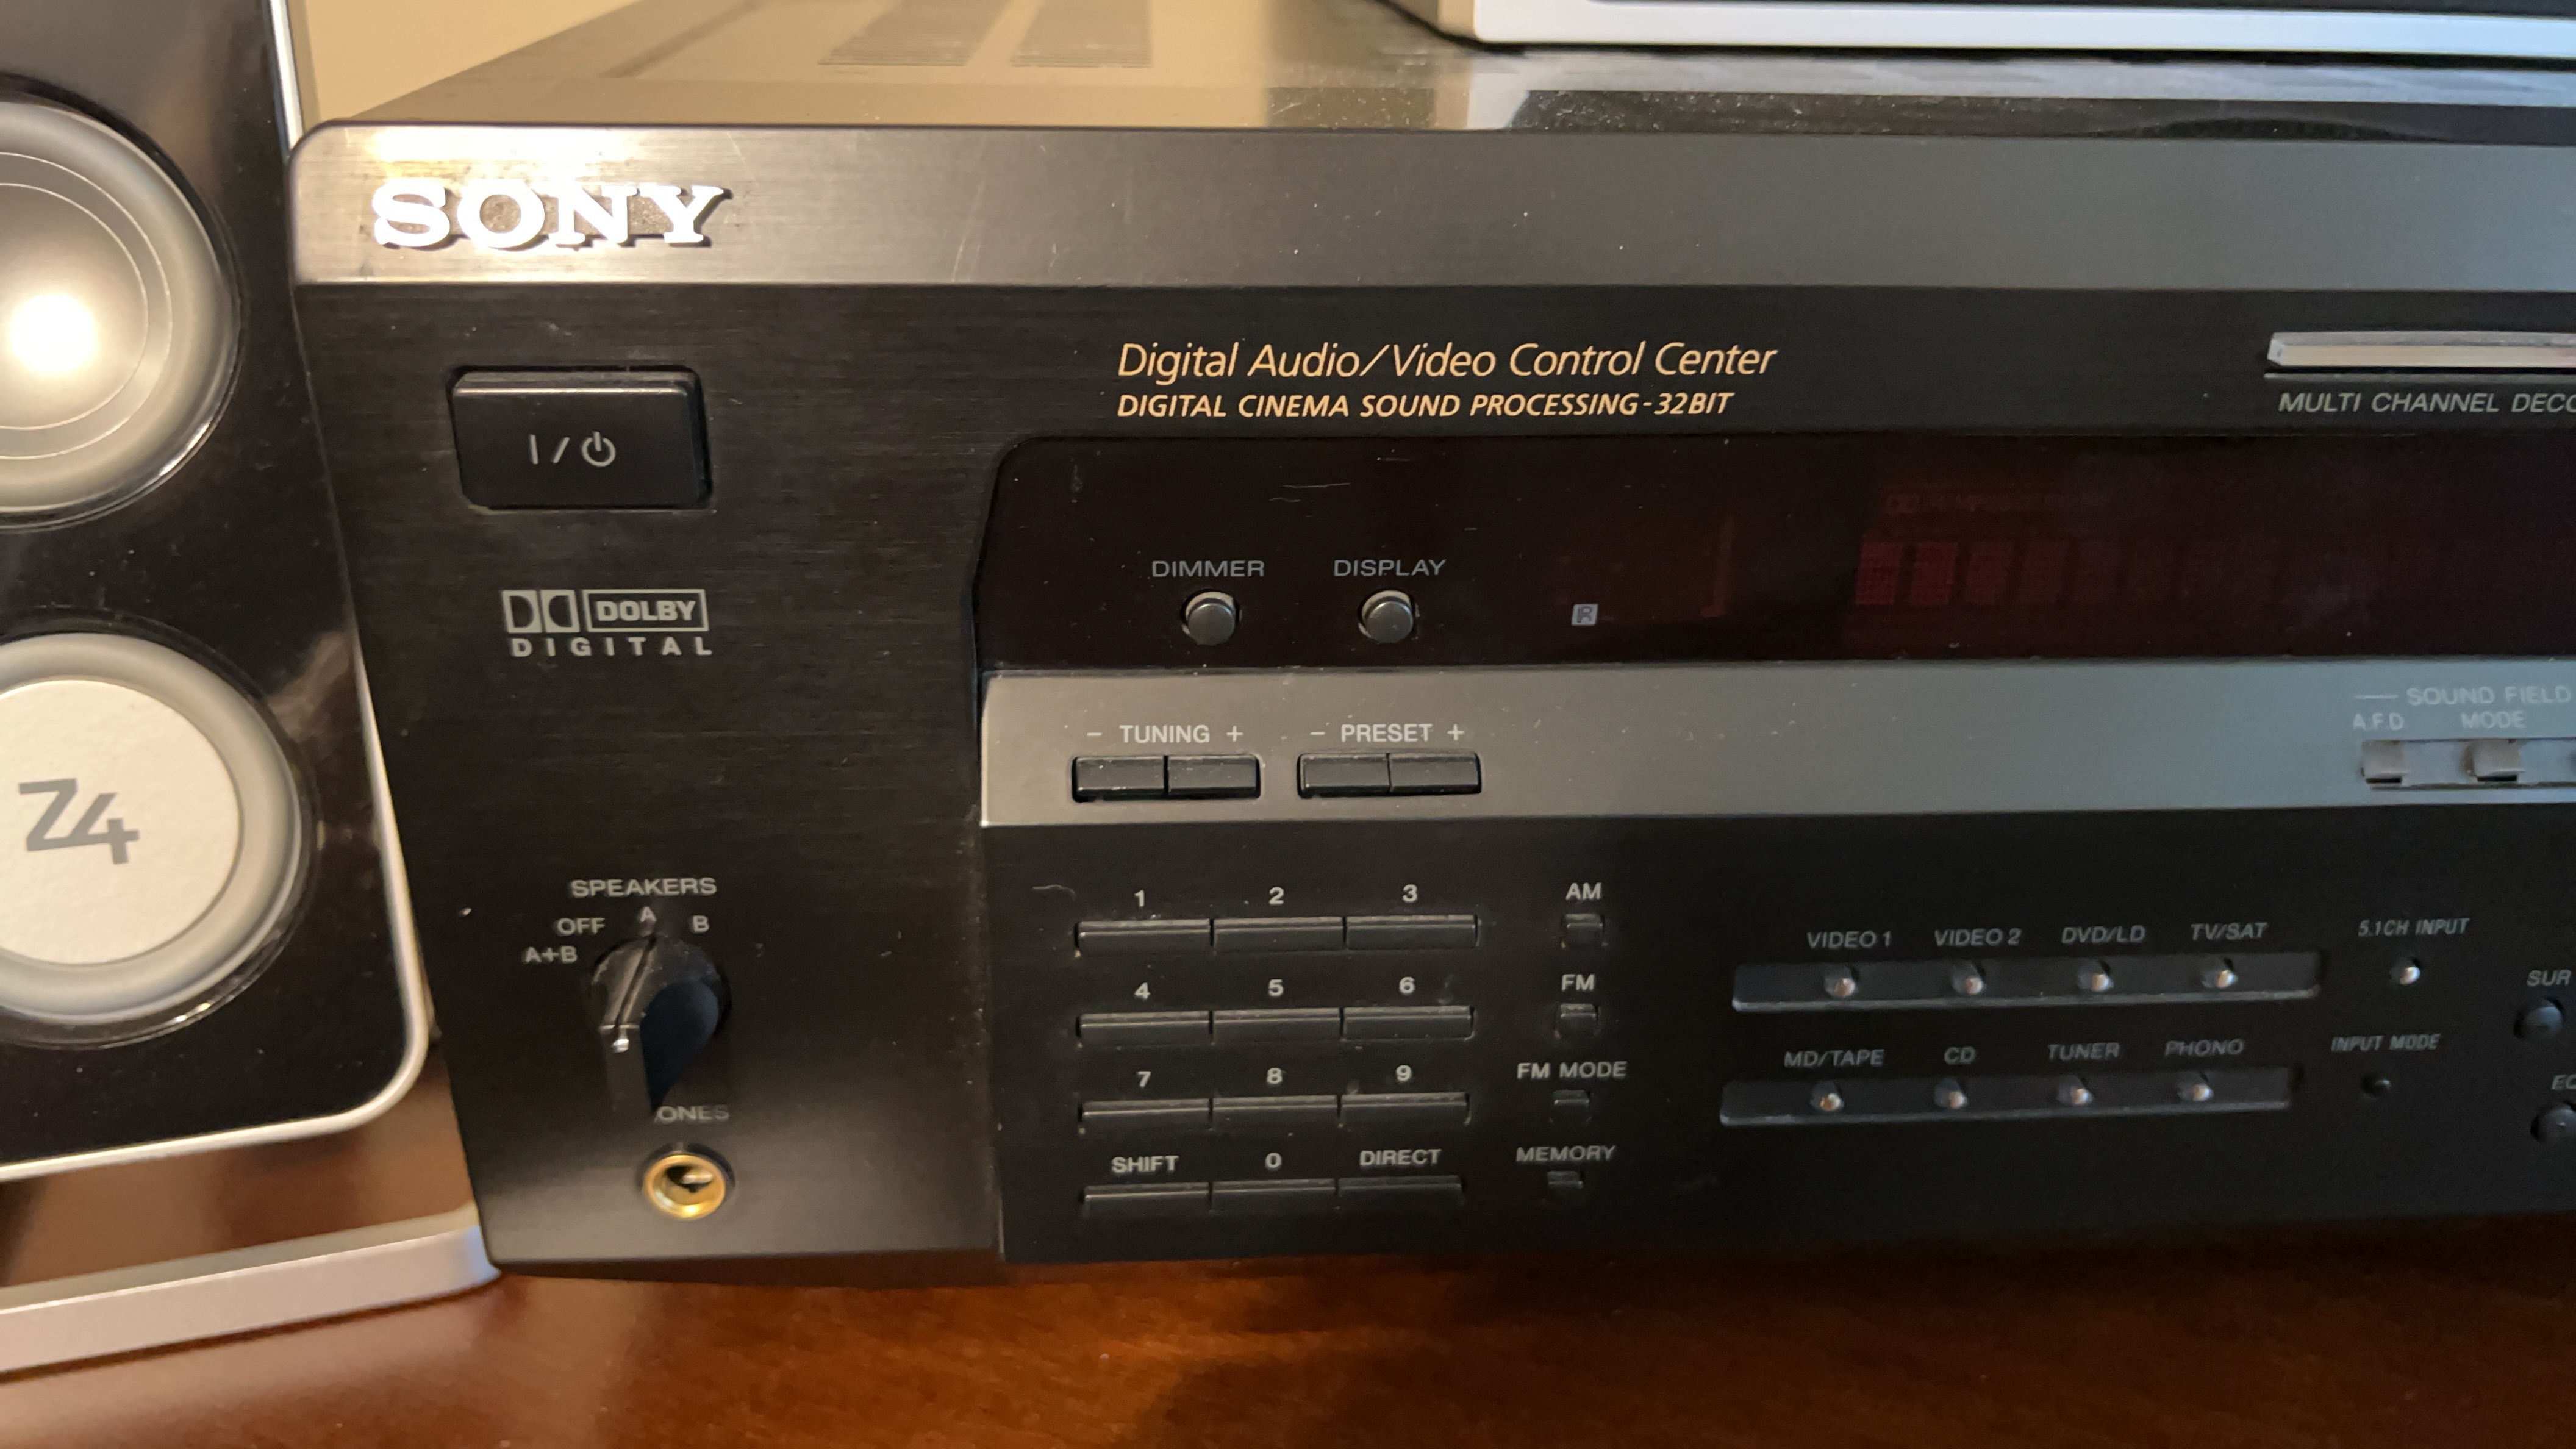 SONY
Digital Audio/Video Control Center
DIGITAL CINEMA SOUND PROCESSING-32BIT
MULTI CHANNEL
I/⏻
DIMMER DISPLAY
DOLBY
DIGITAL
R
SOUND FIELD
A.F.D. MODE
- TUNING + - PRESET +
Z4
SPEAKERS
OFF A B
A+B
1 2 3 AM
VIDEO 1 VIDEO 2 DVD/LD TV/SAT 5.1CH INPUT
4 5 6 FM
7 8 9 FM MODE
MD/TAPE CD TUNER PHONO INPUT MODE
SHIFT 0 DIRECT MEMORY